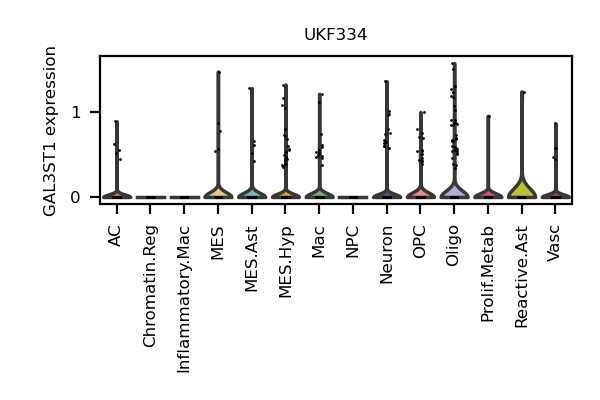 UKF334
GAL3ST1 expression
1
0
AC
Chromatin.Reg
Inflammatory.Mac
MES
MES.Ast
MES.Hyp
Mac
NPC
Neuron
OPC
Oligo
Prolif.Metab
Reactive.Ast
Vasc